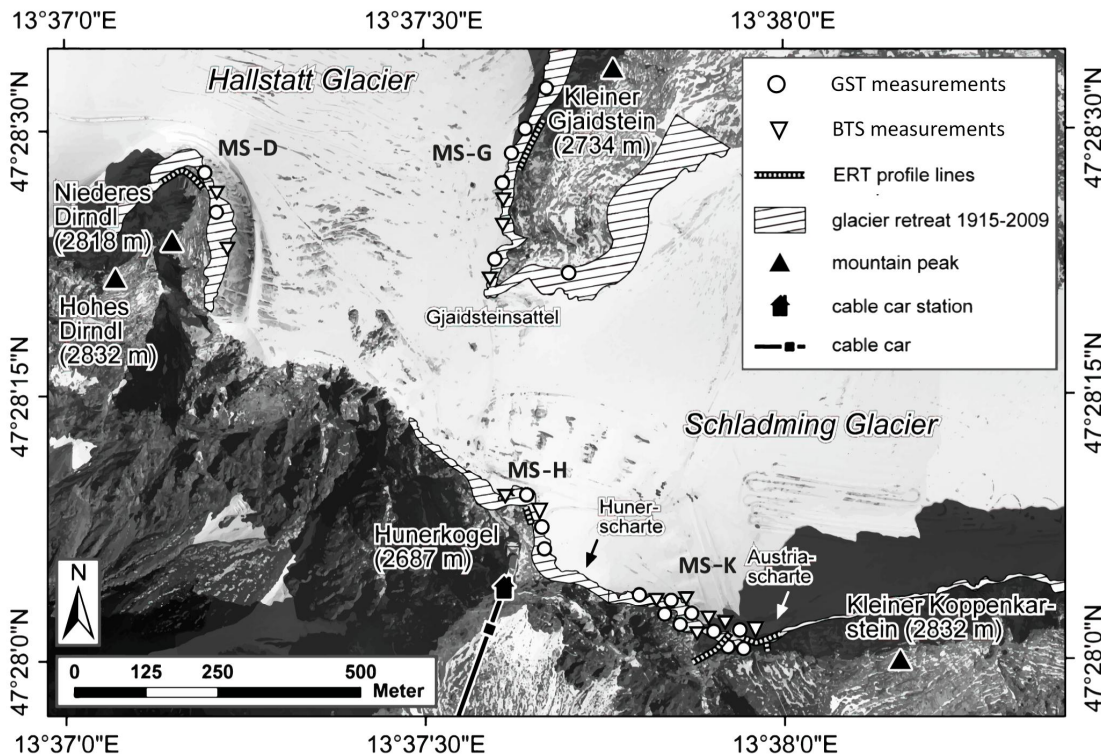 13°37'0"E
13°37'30"E
13°38'0"E
47°28'30"N
47°28'15"N
47°28'0"N
Hallstatt Glacier
MS-D
MS-G
Kleiner
Gjaidstein
(2734 m)
Niederes
Dirndl
(2818 m)
Hohes
Dirndl
(2832 m)
Gjaidsteinsattel
GST measurements
BTS measurements
ERT profile lines
glacier retreat 1915-2009
mountain peak
cable car station
cable car
47°28'30"N
47°28'15"N
47°28'0"N
Schladming Glacier
MS-H
Huner-
scharte
Hunerkogel
(2687 m)
MS-K
Austria-
scharte
Kleiner Koppenkar-
stein (2832 m)
N
0 125 250 500
Meter
13°37'0"E
13°37'30"E
13°38'0"E